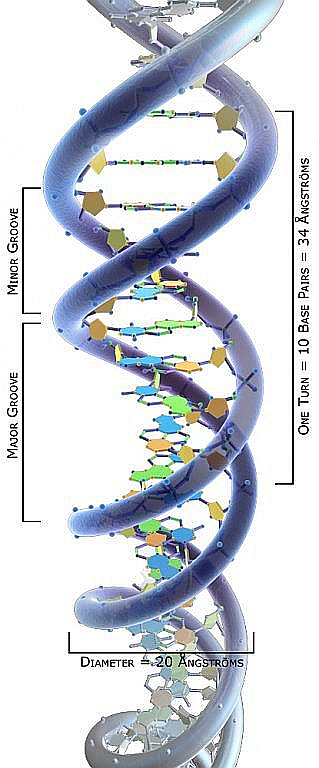 Minor Groove
Major Groove
One Turn = 10 Base Pairs = 34 Ångströms
Diameter = 20 Ångströms